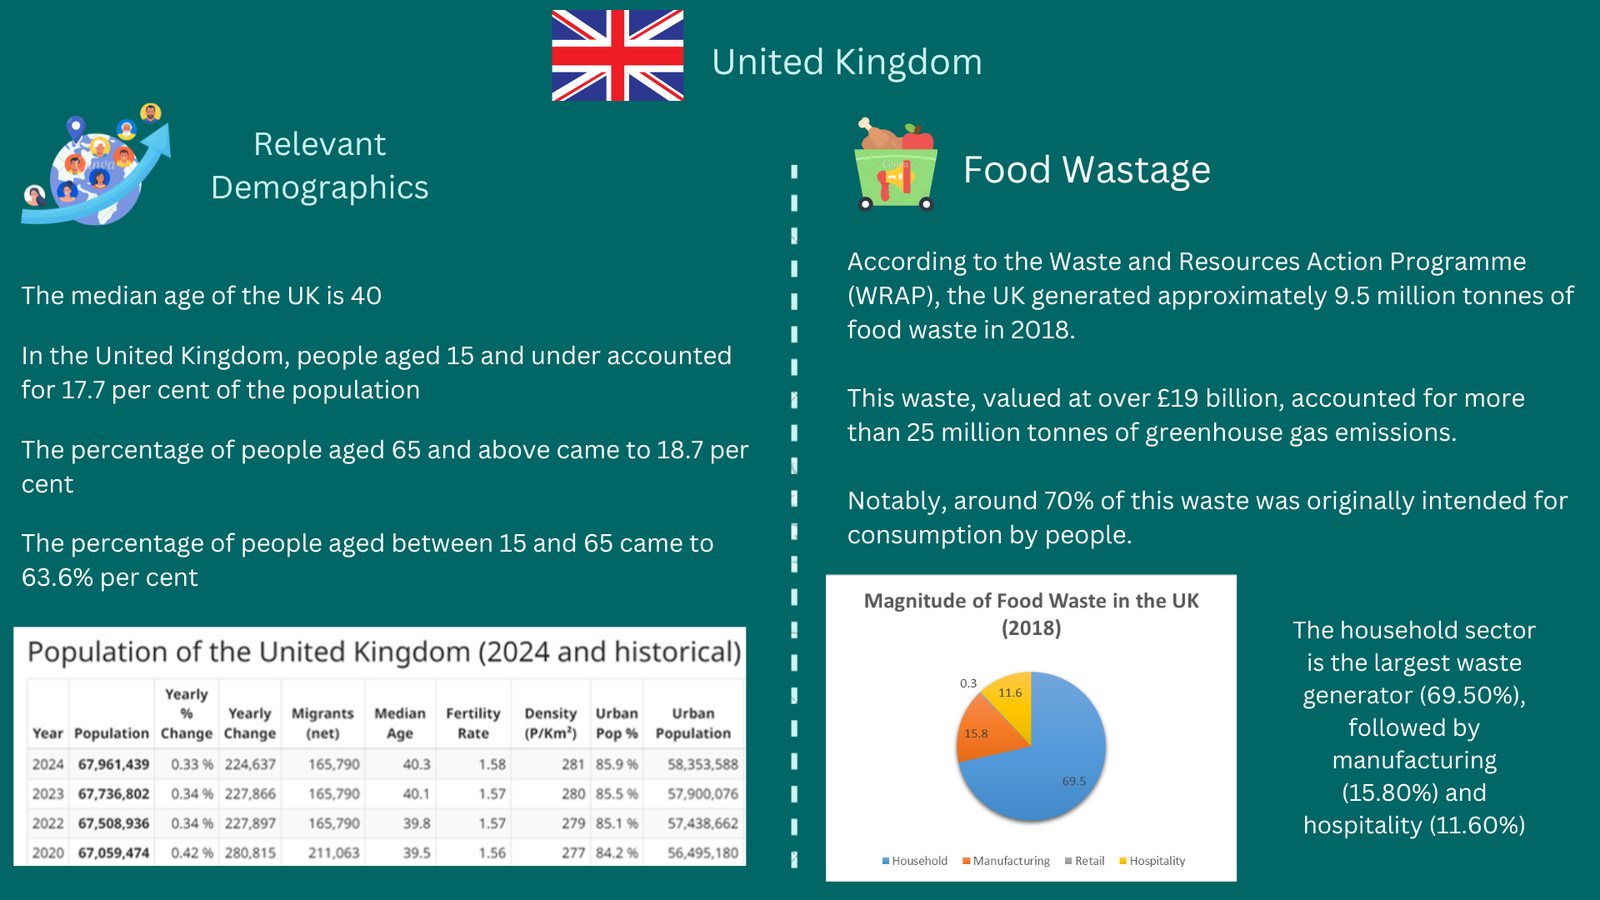 United Kingdom
Relevant
Demographics
The median age of the UK is 40
In the United Kingdom, people aged 15 and under accounted
for 17.7 per cent of the population
The percentage of people aged 65 and above came to 18.7 per
cent
The percentage of people aged between 15 and 65 came to
63.6% per cent
Population of the United Kingdom (2024 and historical)
Year Population Yearly % Change Yearly Change Migrants (net) Median Age Fertility Rate Density (P/Km²) Urban Pop % Urban Population
2024 67,961,439 0.33 % 224,637 165,790 40.3 1.58 281 85.9 % 58,353,588
2023 67,736,802 0.34 % 227,866 165,790 40.1 1.57 280 85.5 % 57,900,076
2022 67,508,936 0.34 % 227,897 165,790 39.8 1.57 279 85.1 % 57,438,662
2020 67,059,474 0.42 % 280,815 211,063 39.5 1.56 277 84.2 % 56,495,180
Food Wastage
According to the Waste and Resources Action Programme
(WRAP), the UK generated approximately 9.5 million tonnes of
food waste in 2018.
This waste, valued at over £19 billion, accounted for more
than 25 million tonnes of greenhouse gas emissions.
Notably, around 70% of this waste was originally intended for
consumption by people.
Magnitude of Food Waste in the UK
(2018)
0.3
11.6
15.8
69.5
Household Manufacturing Retail Hospitality
The household sector
is the largest waste
generator (69.50%),
followed by
manufacturing
(15.80%) and
hospitality (11.60%)